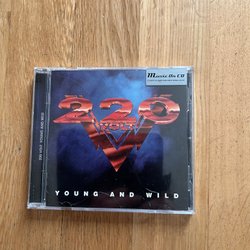 Music On CD
220
VOLT
YOUNG AND WILD